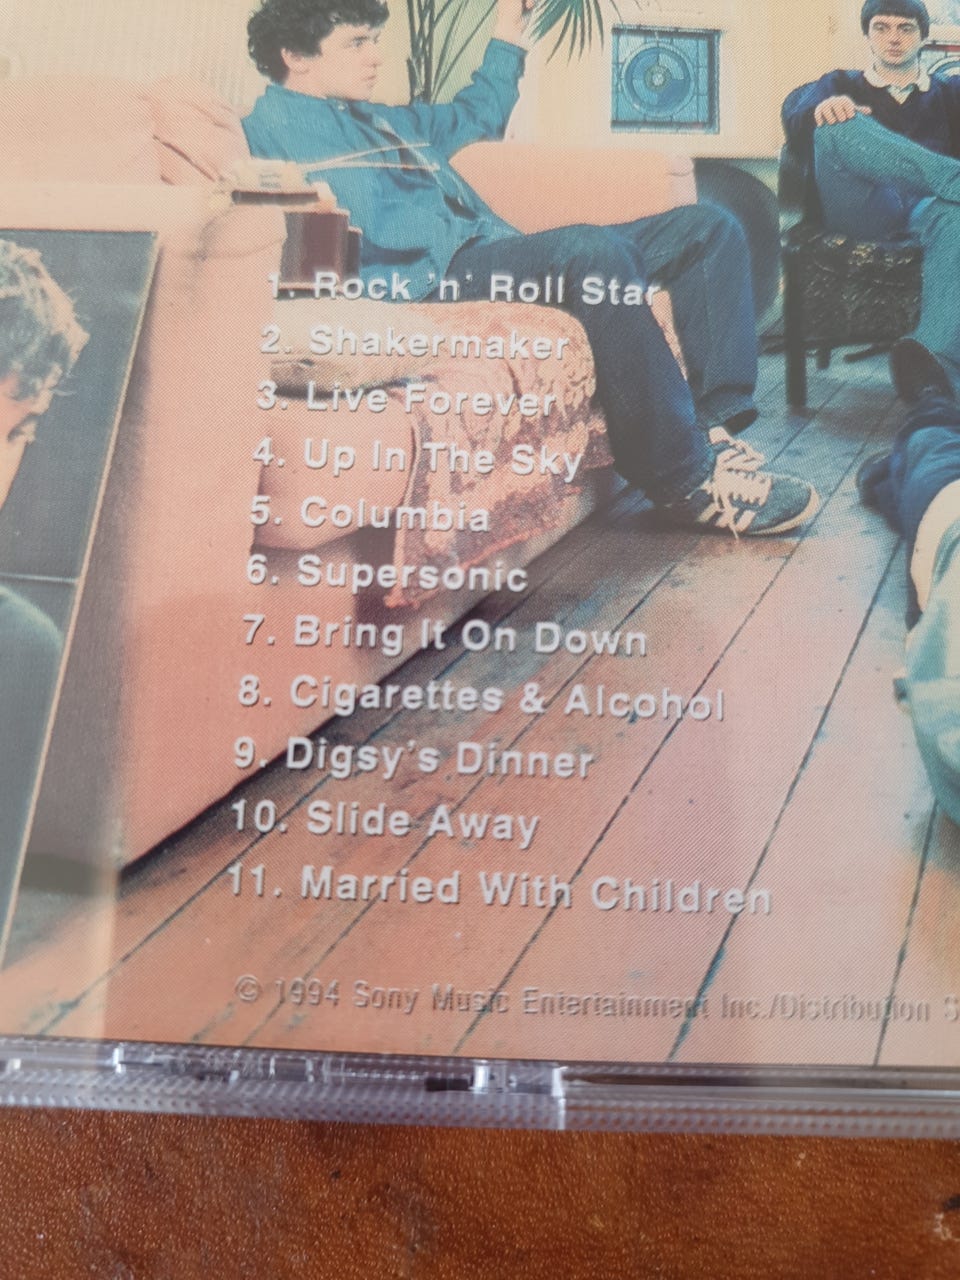 1. Rock 'n' Roll Star
2. Shakermaker
3. Live Forever
4. Up In The Sky
5. Columbia
6. Supersonic
7. Bring It On Down
8. Cigarettes & Alcohol
9. Digsy's Dinner
10. Slide Away
11. Married With Children
© 1994 Sony Music Entertainment Inc./Distribution S